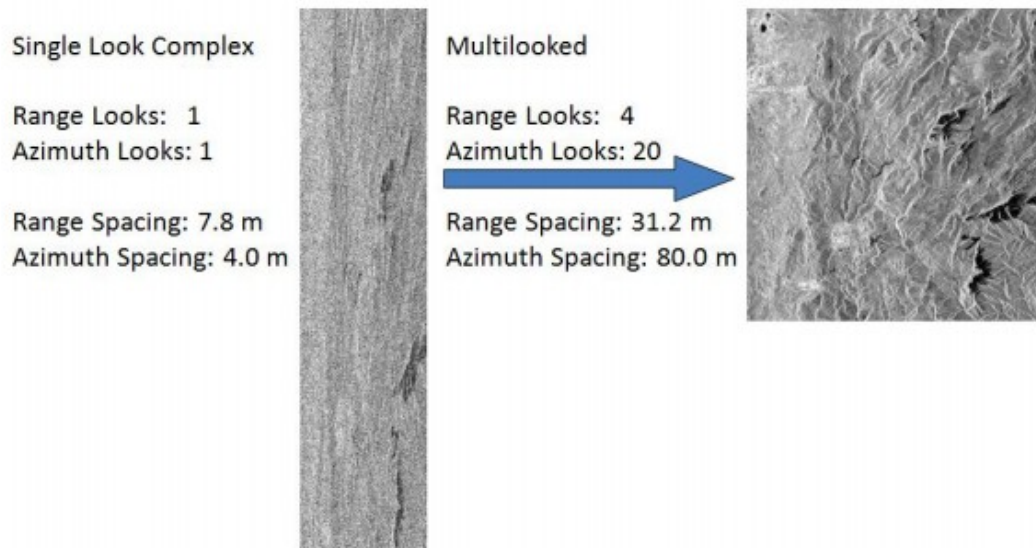 Single Look Complex
Range Looks: 1
Azimuth Looks: 1
Range Spacing: 7.8 m
Azimuth Spacing: 4.0 m
Multilooked
Range Looks: 4
Azimuth Looks: 20
Range Spacing: 31.2 m
Azimuth Spacing: 80.0 m